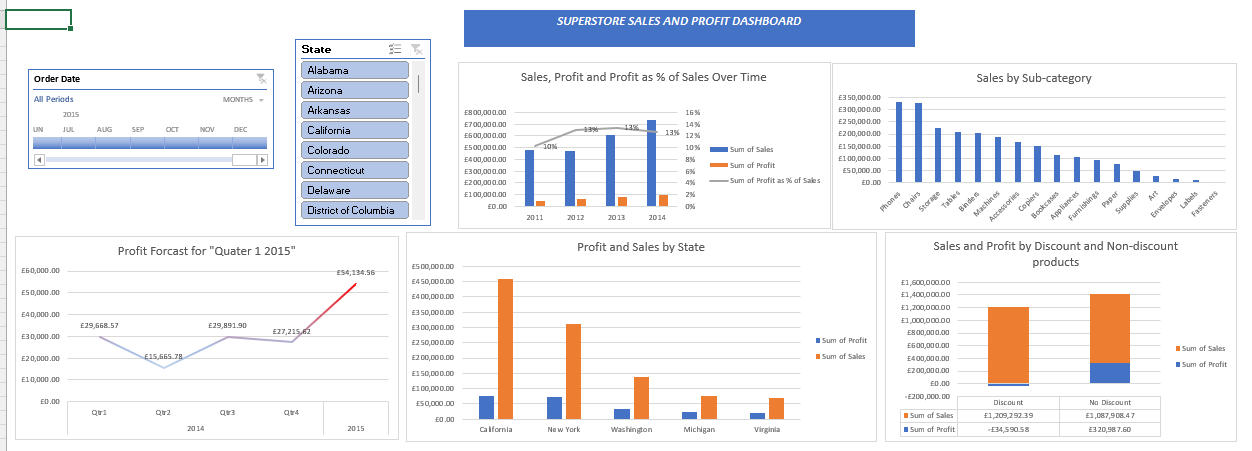 SUPERSTORE SALES AND PROFIT DASHBOARD
Order Date
All Periods
MONTHS
2015
UN JUL AUG SEP OCT NOV DEC
State
Alabama
Arizona
Arkansas
California
Colorado
Connecticut
Delaware
District of Columbia
Sales, Profit and Profit as % of Sales Over Time
£800,000.00
£700,000.00
£600,000.00
£500,000.00
£400,000.00
£300,000.00
£200,000.00
£100,000.00
£0.00
10%
13%
13%
13%
16%
14%
12%
10%
8%
6%
4%
2%
0%
2011 2012 2013 2014
Sum of Sales
Sum of Profit
Sum of Profit as % of Sales
Sales by Sub-category
£350,000.00
£300,000.00
£250,000.00
£200,000.00
£150,000.00
£100,000.00
£50,000.00
£0.00
Phones
Chairs
Storage
Tables
Binders
Machines
Accessories
Copiers
Bookcases
Appliances
Furnishings
Paper
Supplies
Art
Envelopes
Labels
Fasteners
Profit Forcast for "Quater 1 2015"
£60,000.00
£50,000.00
£40,000.00
£30,000.00
£20,000.00
£10,000.00
£0.00
£29,668.57
£15,665.78
£29,891.90
£27,215.62
£54,134.56
Qtr1 Qtr2 Qtr3 Qtr4
2014 2015
Profit and Sales by State
£500,000.00
£450,000.00
£400,000.00
£350,000.00
£300,000.00
£250,000.00
£200,000.00
£150,000.00
£100,000.00
£50,000.00
£0.00
California New York Washington Michigan Virginia
Sum of Profit
Sum of Sales
Sales and Profit by Discount and Non-discount
products
£1,600,000.00
£1,400,000.00
£1,200,000.00
£1,000,000.00
£800,000.00
£600,000.00
£400,000.00
£200,000.00
£0.00
-£200,000.00
Discount No Discount
Sum of Sales £1,209,292.39 £1,087,908.47
Sum of Profit -£34,590.58 £320,987.60
Sum of Sales
Sum of Profit